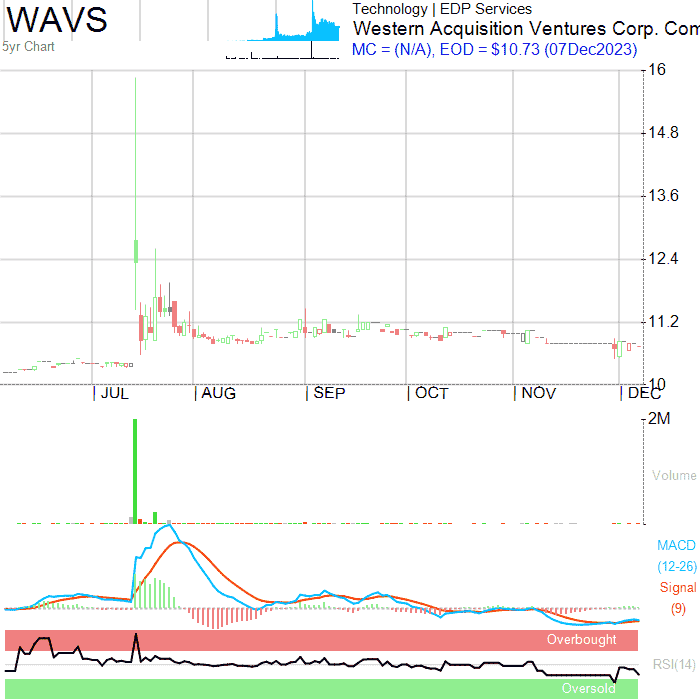 WAVS
5yr Chart
Technology | EDP Services
Western Acquisition Ventures Corp. Com
MC = (N/A), EOD = $10.73 (07Dec2023)
16
14.8
13.6
12.4
11.2
10
JUL AUG SEP OCT NOV DEC
2M
Volume
MACD
(12-26)
Signal
(9)
Overbought
RSI(14)
Oversold